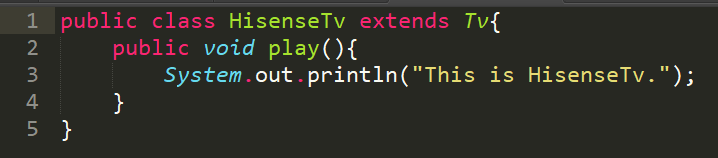 1 public class HisenseTv extends Tv{
2     public void play(){
3         System.out.println("This is HisenseTv.");
4     }
5 }